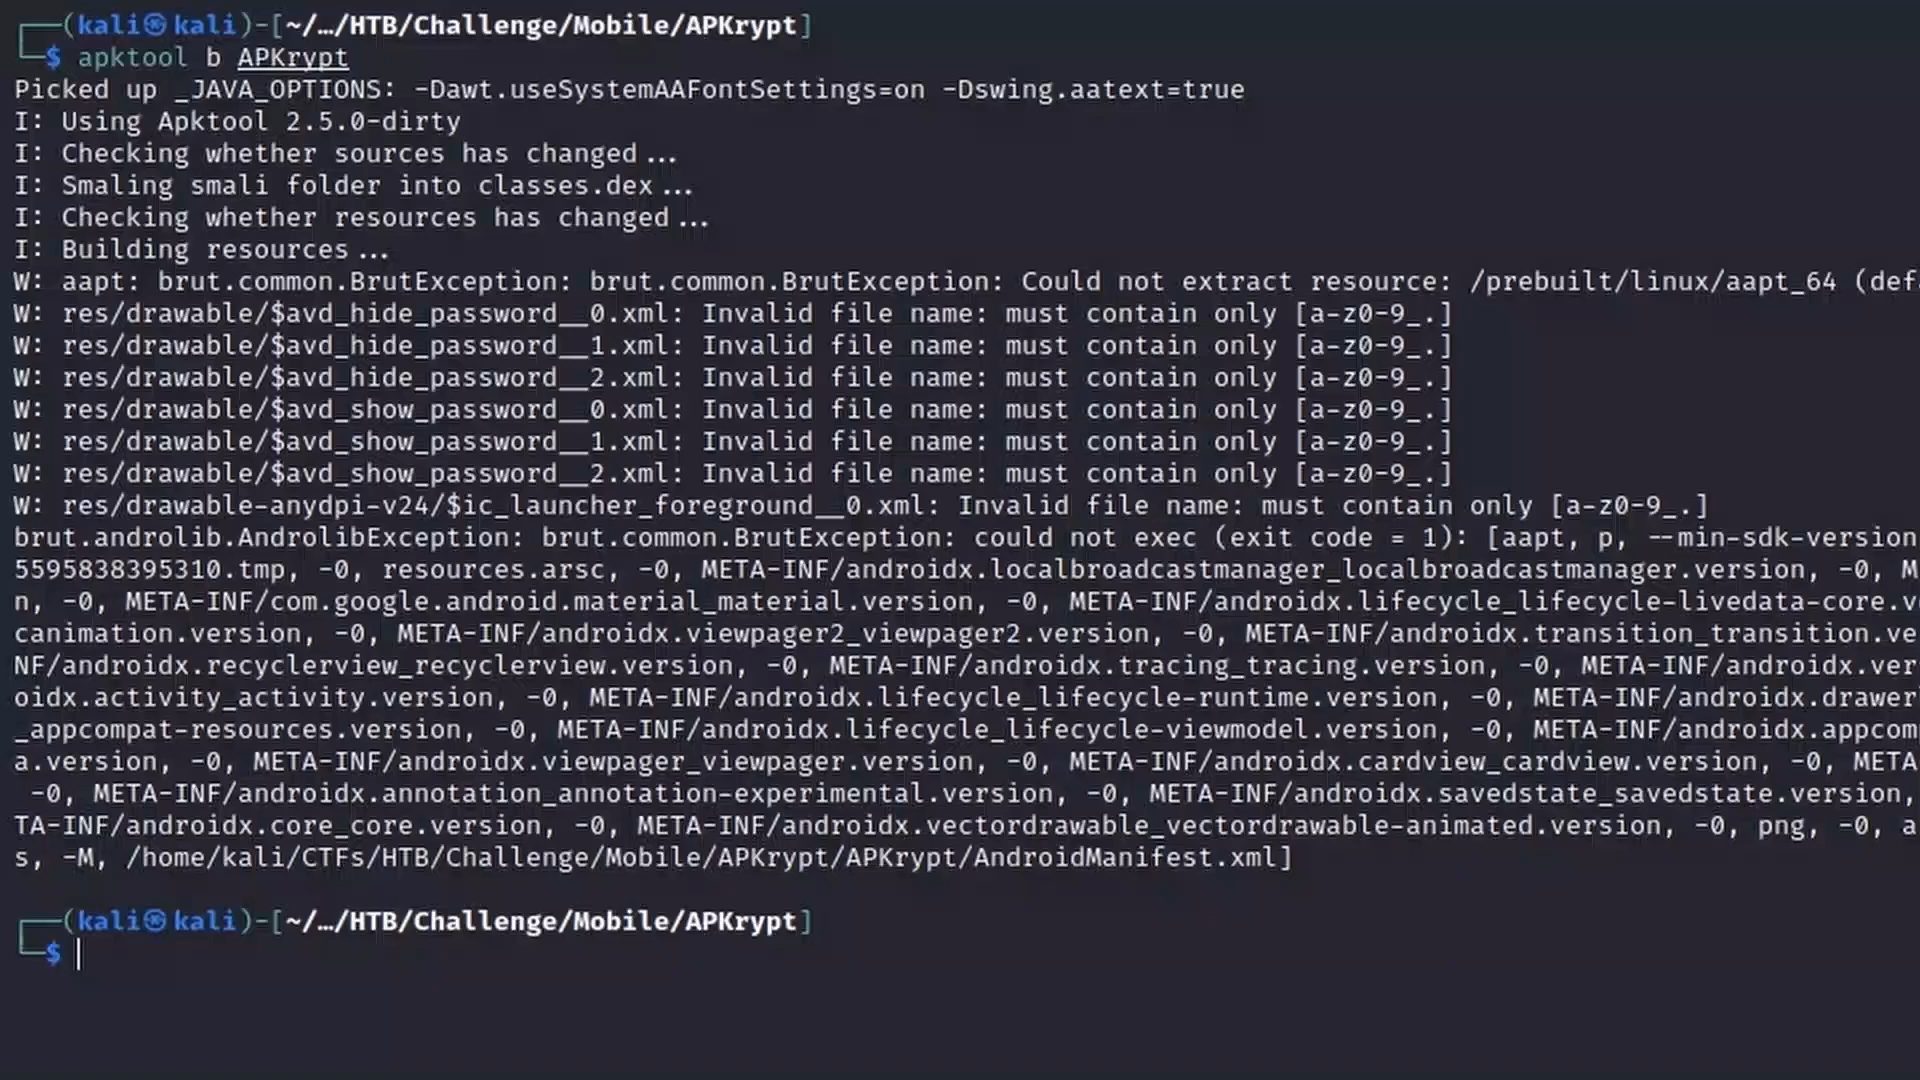 ┌──(kali㉿kali)-[~/…/HTB/Challenge/Mobile/APKrypt]
└─$ apktool b APKrypt
Picked up _JAVA_OPTIONS: -Dawt.useSystemAAFontSettings=on -Dswing.aatext=true
I: Using Apktool 2.5.0-dirty
I: Checking whether sources has changed...
I: Smaling smali folder into classes.dex...
I: Checking whether resources has changed...
I: Building resources...
W: aapt: brut.common.BrutException: brut.common.BrutException: Could not extract resource: /prebuilt/linux/aapt_64 (def
W: res/drawable/$avd_hide_password__0.xml: Invalid file name: must contain only [a-z0-9_.]
W: res/drawable/$avd_hide_password__1.xml: Invalid file name: must contain only [a-z0-9_.]
W: res/drawable/$avd_hide_password__2.xml: Invalid file name: must contain only [a-z0-9_.]
W: res/drawable/$avd_show_password__0.xml: Invalid file name: must contain only [a-z0-9_.]
W: res/drawable/$avd_show_password__1.xml: Invalid file name: must contain only [a-z0-9_.]
W: res/drawable/$avd_show_password__2.xml: Invalid file name: must contain only [a-z0-9_.]
W: res/drawable-anydpi-v24/$ic_launcher_foreground__0.xml: Invalid file name: must contain only [a-z0-9_.]
brut.androlib.AndrolibException: brut.common.BrutException: could not exec (exit code = 1): [aapt, p, --min-sdk-version
5595838395310.tmp, -0, resources.arsc, -0, META-INF/androidx.localbroadcastmanager_localbroadcastmanager.version, -0, M
n, -0, META-INF/com.google.android.material_material.version, -0, META-INF/androidx.lifecycle_lifecycle-livedata-core.v
canimation.version, -0, META-INF/androidx.viewpager2_viewpager2.version, -0, META-INF/androidx.transition_transition.ve
NF/androidx.recyclerview_recyclerview.version, -0, META-INF/androidx.tracing_tracing.version, -0, META-INF/androidx.ver
oidx.activity_activity.version, -0, META-INF/androidx.lifecycle_lifecycle-runtime.version, -0, META-INF/androidx.drawer
_appcompat-resources.version, -0, META-INF/androidx.lifecycle_lifecycle-viewmodel.version, -0, META-INF/androidx.appcom
a.version, -0, META-INF/androidx.viewpager_viewpager.version, -0, META-INF/androidx.cardview_cardview.version, -0, META
-0, META-INF/androidx.annotation_annotation-experimental.version, -0, META-INF/androidx.savedstate_savedstate.version,
TA-INF/androidx.core_core.version, -0, META-INF/androidx.vectordrawable_vectordrawable-animated.version, -0, png, -0, a
s, -M, /home/kali/CTFs/HTB/Challenge/Mobile/APKrypt/APKrypt/AndroidManifest.xml]
┌──(kali㉿kali)-[~/…/HTB/Challenge/Mobile/APKrypt]
└─$